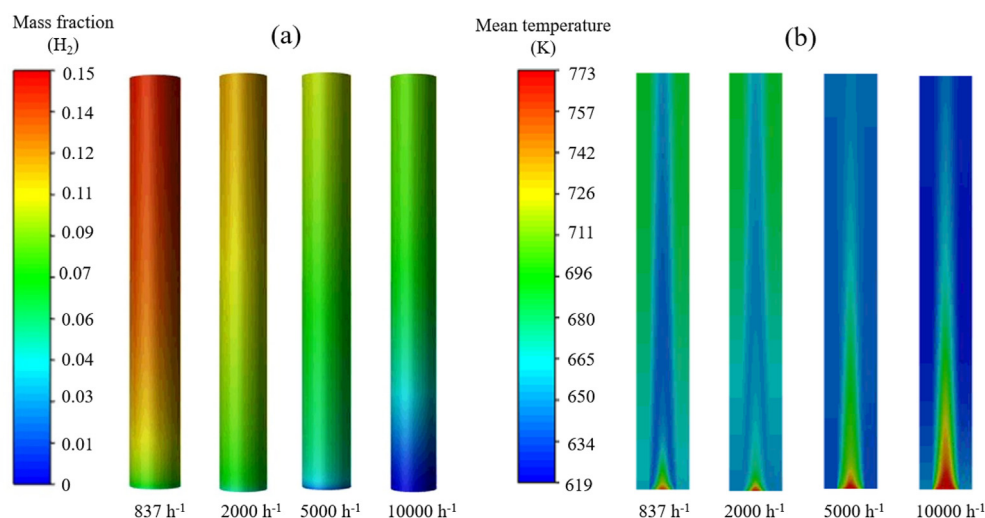 Mass fraction
(H₂)
(a)
0.15
0.14
0.12
0.10
0.09
0.07
0.06
0.04
0.03
0.01
0
837 h⁻¹
2000 h⁻¹
5000 h⁻¹
10000 h⁻¹
Mean temperature
(K)
(b)
773
757
742
726
711
696
680
665
650
634
619
837 h⁻¹
2000 h⁻¹
5000 h⁻¹
10000 h⁻¹